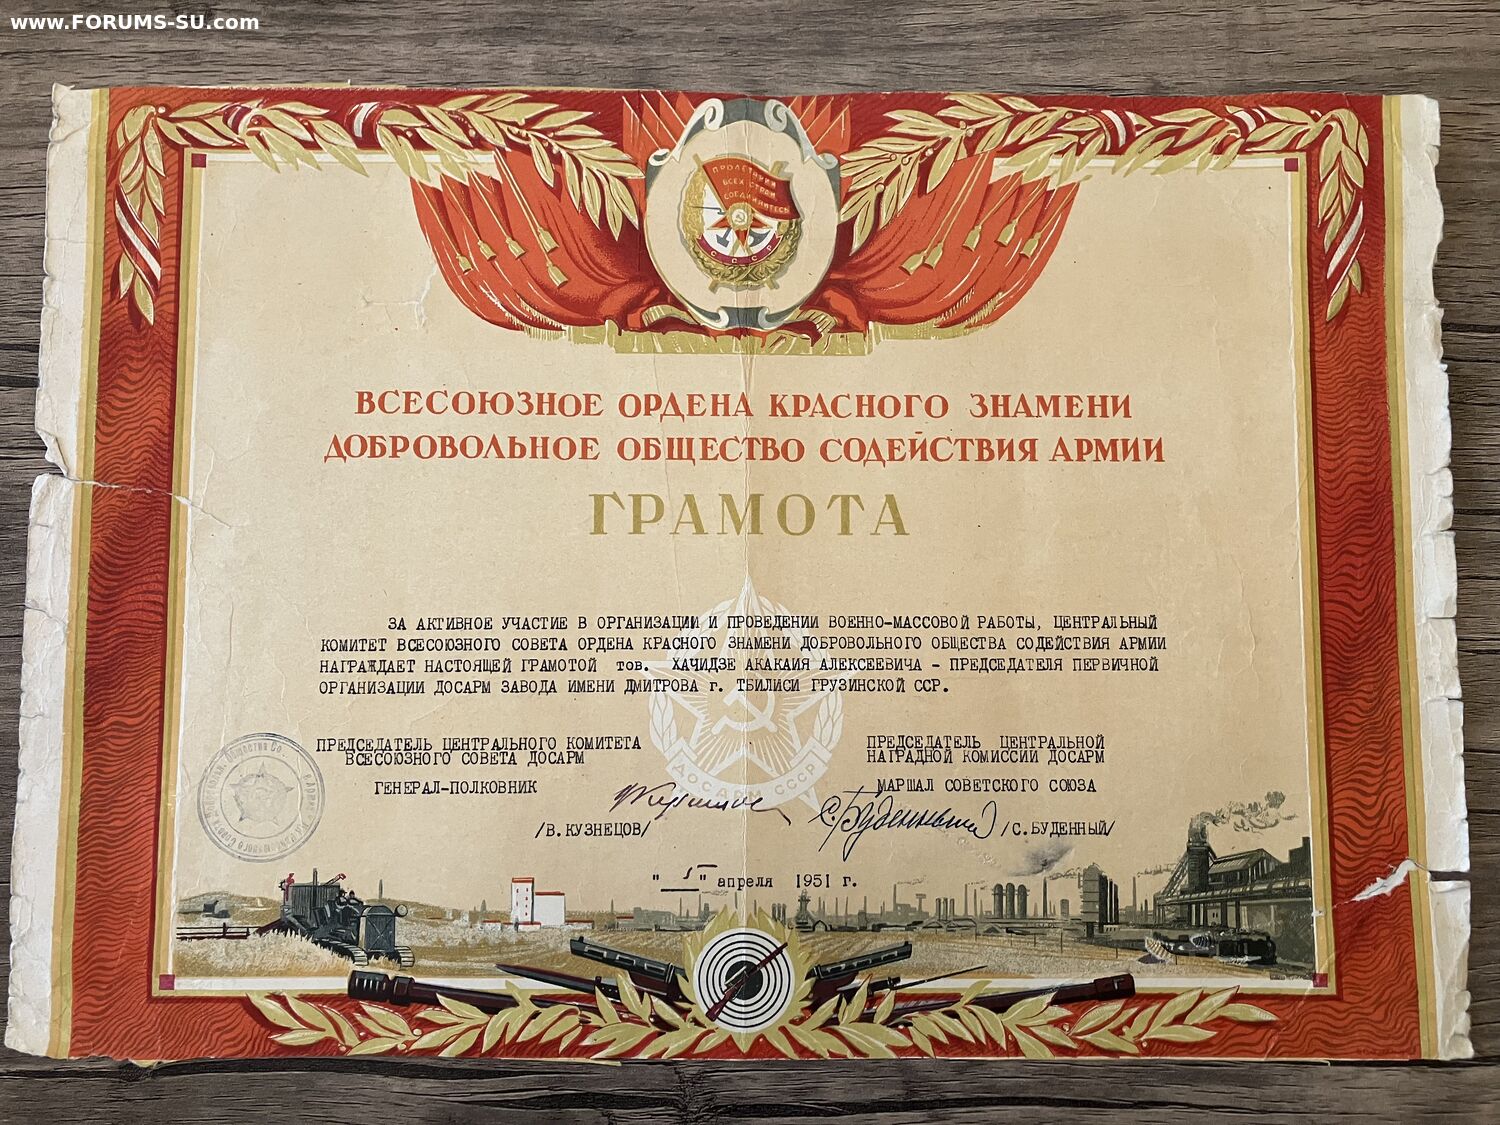 www.FORUMS-SU.com
ПРОЛЕТАРИИ
ВСЕХ СТРАН
СОЕДИНЯЙТЕСЬ
СССР
ВСЕСОЮЗНОЕ ОРДЕНА КРАСНОГО ЗНАМЕНИ
ДОБРОВОЛЬНОЕ ОБЩЕСТВО СОДЕЙСТВИЯ АРМИИ
ГРАМОТА
ЗА АКТИВНОЕ УЧАСТИЕ В ОРГАНИЗАЦИИ И ПРОВЕДЕНИИ ВОЕННО-МАССОВОЙ РАБОТЫ, ЦЕНТРАЛЬНЫЙ
КОМИТЕТ ВСЕСОЮЗНОГО СОВЕТА ОРДЕНА КРАСНОГО ЗНАМЕНИ ДОБРОВОЛЬНОГО ОБЩЕСТВА СОДЕЙСТВИЯ АРМИИ
НАГРАЖДАЕТ НАСТОЯЩЕЙ ГРАМОТОЙ тов. ХАЧИДЗЕ АКАКАИЯ АЛЕКСЕЕВИЧА - ПРЕДСЕДАТЕЛЯ ПЕРВИЧНОЙ
ОРГАНИЗАЦИИ ДОСАРМ ЗАВОДА ИМЕНИ ДМИТРОВА г. ТБИЛИСИ ГРУЗИНСКОЙ ССР.
ПРЕДСЕДАТЕЛЬ ЦЕНТРАЛЬНОГО КОМИТЕТА
ВСЕСОЮЗНОГО СОВЕТА ДОСАРМ
ГЕНЕРАЛ-ПОЛКОВНИК
/В.КУЗНЕЦОВ/
ПРЕДСЕДАТЕЛЬ ЦЕНТРАЛЬНОЙ
НАГРАДНОЙ КОМИССИИ ДОСАРМ
МАРШАЛ СОВЕТСКОГО СОЮЗА
С.Буденный /С.БУДЕННЫЙ/
ДОСАРМ СССР
"5" апреля 1951 г.